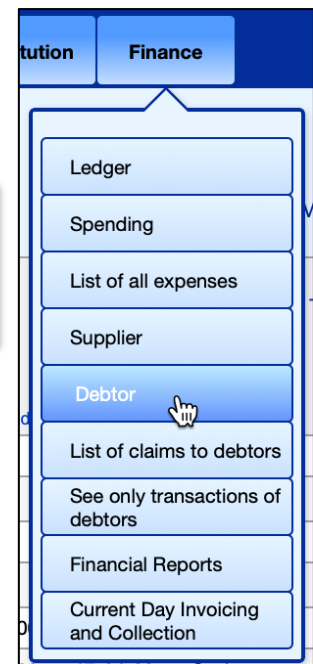 tution Finance
Ledger
Spending
List of all expenses
Supplier
Debtor
List of claims to debtors
See only transactions of
debtors
Financial Reports
Current Day Invoicing
and Collection